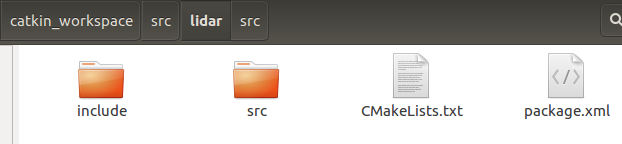 catkin_workspace src lidar src
include src CMakeLists.txt package.xml